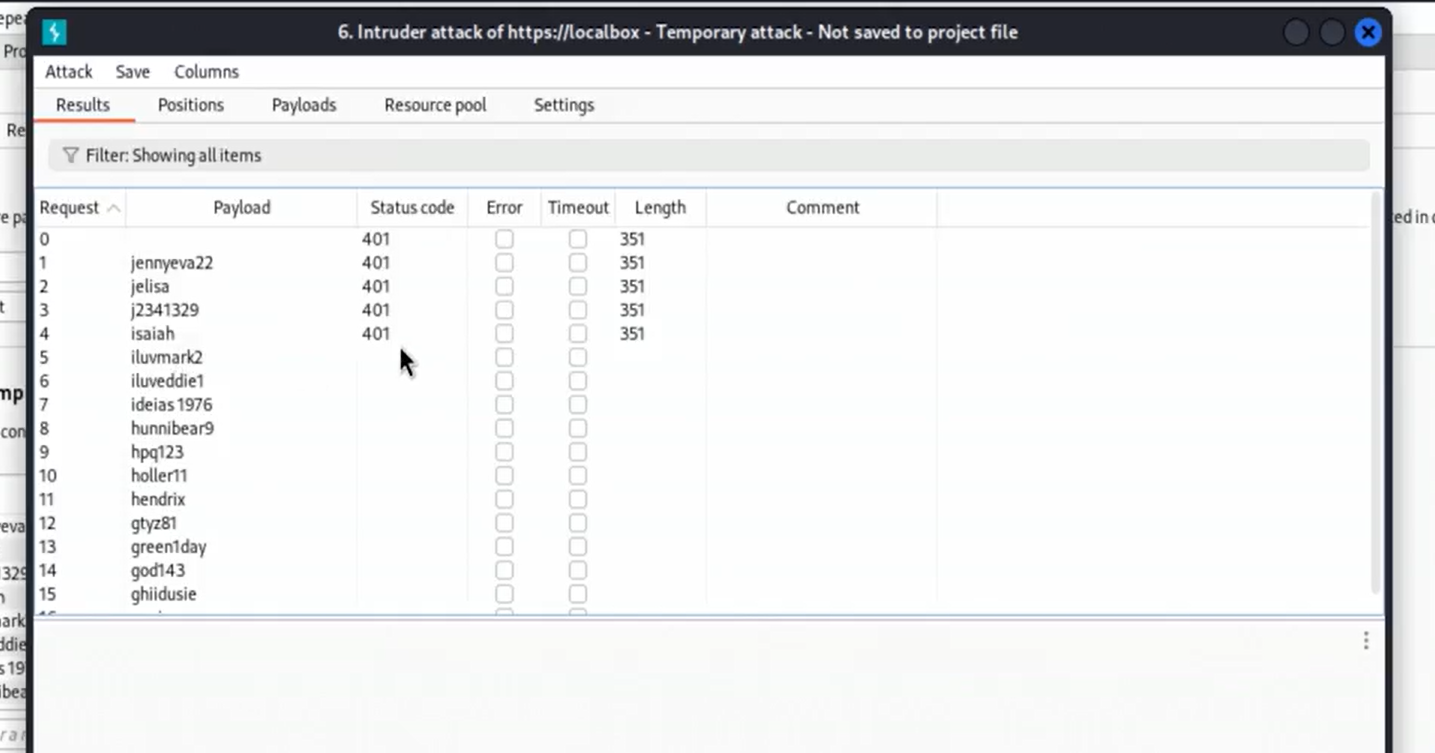 6. Intruder attack of https://localbox - Temporary attack - Not saved to project file
Attack Save Columns
Results Positions Payloads Resource pool Settings
Filter: Showing all items
Request Payload Status code Error Timeout Length Comment
0 401 351
1 jennyeva22 401 351
2 jelisa 401 351
3 j2341329 401 351
4 isaiah 401 351
5 iluvmark2
6 iluveddie1
7 ideias 1976
8 hunnibear9
9 hpq123
10 holler11
11 hendrix
12 gtyz81
13 green1day
14 god143
15 ghiidusie